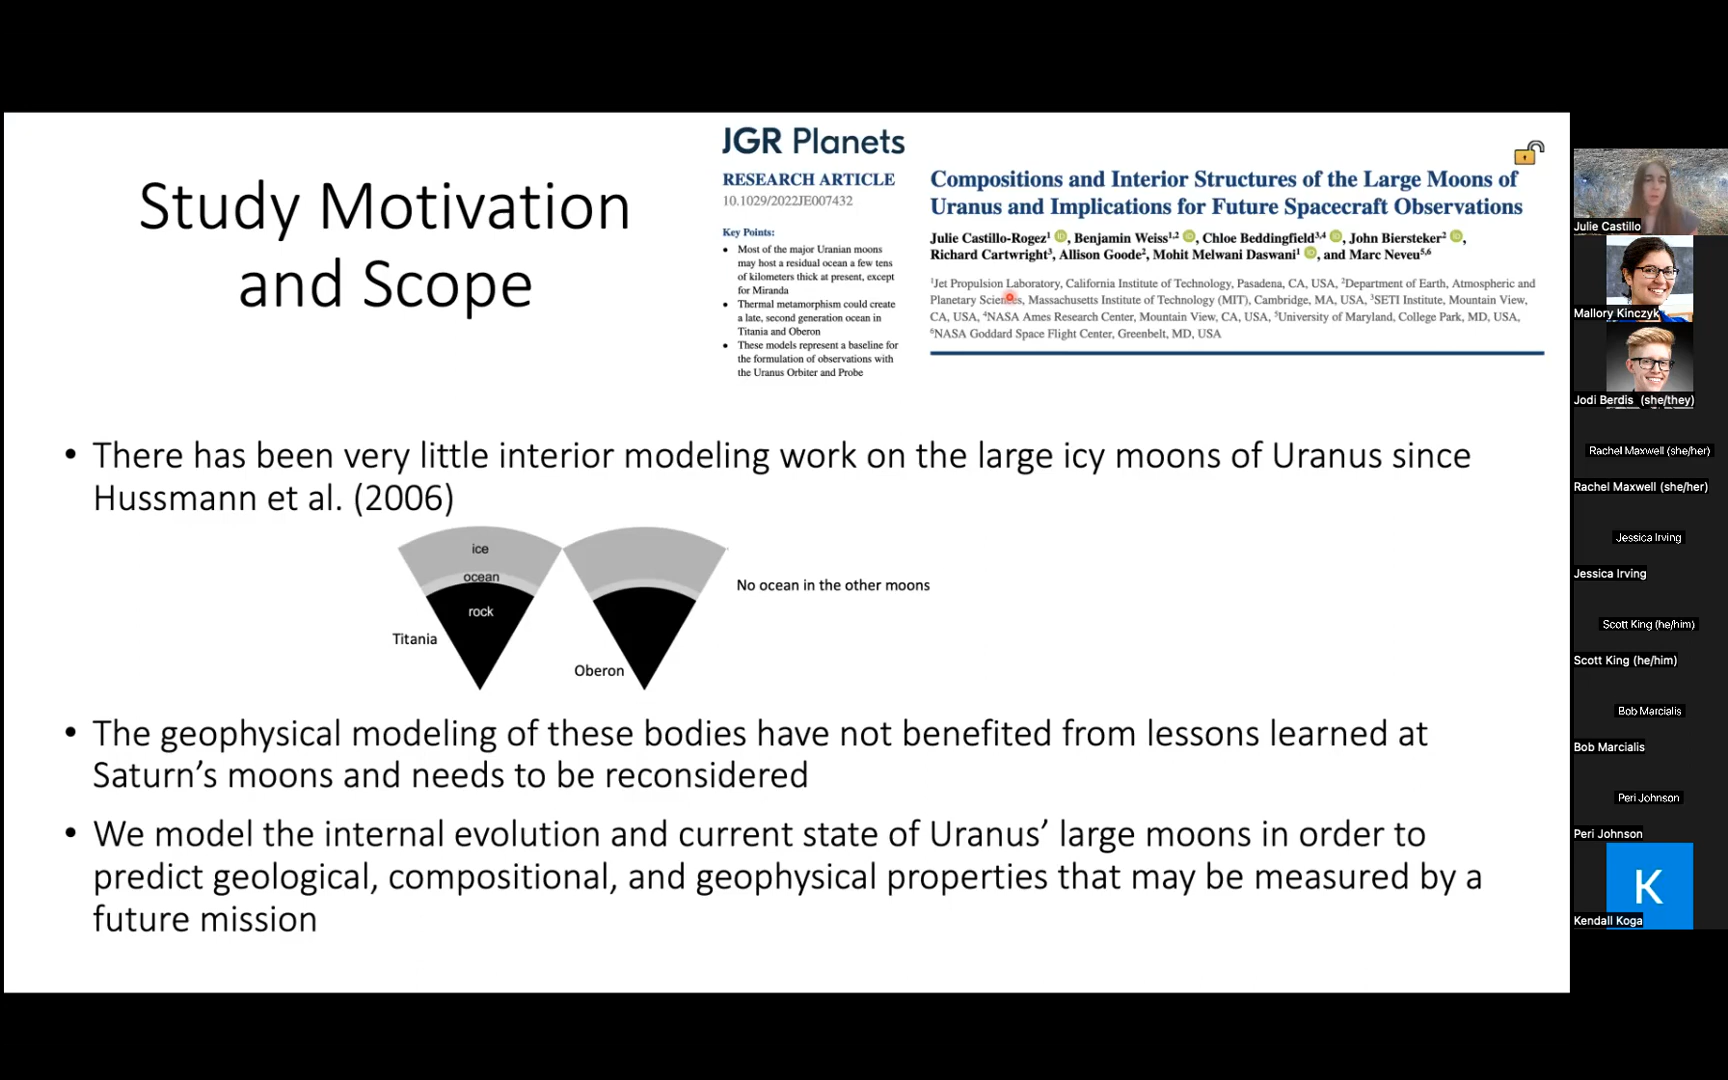 Study Motivation
and Scope
JGR Planets
RESEARCH ARTICLE
10.1029/2022JE007432
Key Points:
• Most of the major Uranian moons
may host a residual ocean a few tens
of kilometers thick at present, except
for Miranda
• Thermal metamorphism could create
a late, second generation ocean in
Titania and Oberon
• These models represent a baseline for
the formulation of observations with
the Uranus Orbiter and Probe
Compositions and Interior Structures of the Large Moons of
Uranus and Implications for Future Spacecraft Observations
Julie Castillo-Rogez¹ iD, Benjamin Weiss¹,² iD, Chloe Beddingfield³,⁴ iD, John Biersteker² iD,
Richard Cartwright³, Allison Goode², Mohit Melwani Daswani¹ iD, and Marc Neveu⁵,⁶
¹Jet Propulsion Laboratory, California Institute of Technology, Pasadena, CA, USA, ²Department of Earth, Atmospheric and
Planetary Sciences, Massachusetts Institute of Technology (MIT), Cambridge, MA, USA, ³SETI Institute, Mountain View,
CA, USA, ⁴NASA Ames Research Center, Mountain View, CA, USA, ⁵University of Maryland, College Park, MD, USA,
⁶NASA Goddard Space Flight Center, Greenbelt, MD, USA
• There has been very little interior modeling work on the large icy moons of Uranus since
Hussmann et al. (2006)
ice
ocean
rock
Titania
Oberon
No ocean in the other moons
• The geophysical modeling of these bodies have not benefited from lessons learned at
Saturn's moons and needs to be reconsidered
• We model the internal evolution and current state of Uranus' large moons in order to
predict geological, compositional, and geophysical properties that may be measured by a
future mission
Julie Castillo
Mallory Kinczyk
Jodi Berdis (she/they)
Rachel Maxwell (she/her)
Rachel Maxwell (she/her)
Jessica Irving
Jessica Irving
Scott King (he/him)
Scott King (he/him)
Bob Marcialis
Bob Marcialis
Peri Johnson
Peri Johnson
K
Kendall Koga